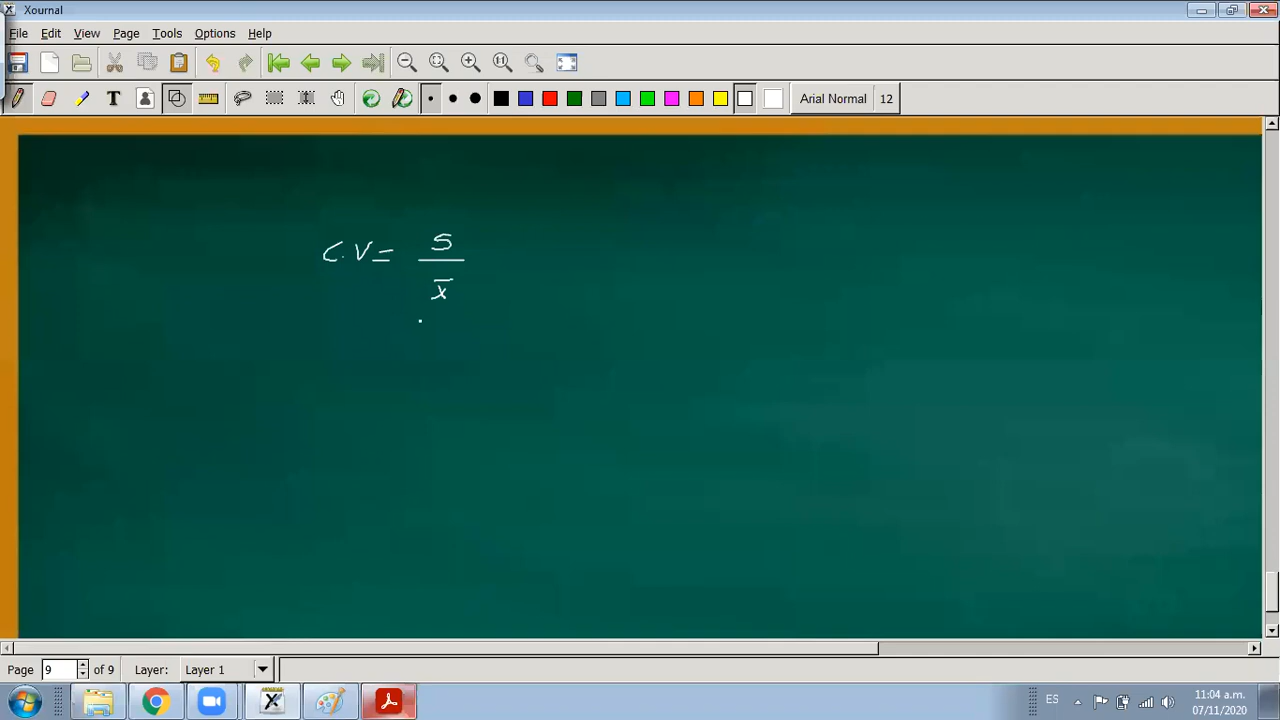 Xournal
File Edit View Page Tools Options Help
T Arial Normal 12
C.V = S / x̄
Page 9 of 9 Layer: Layer 1
ES 11:04 a.m.
07/11/2020